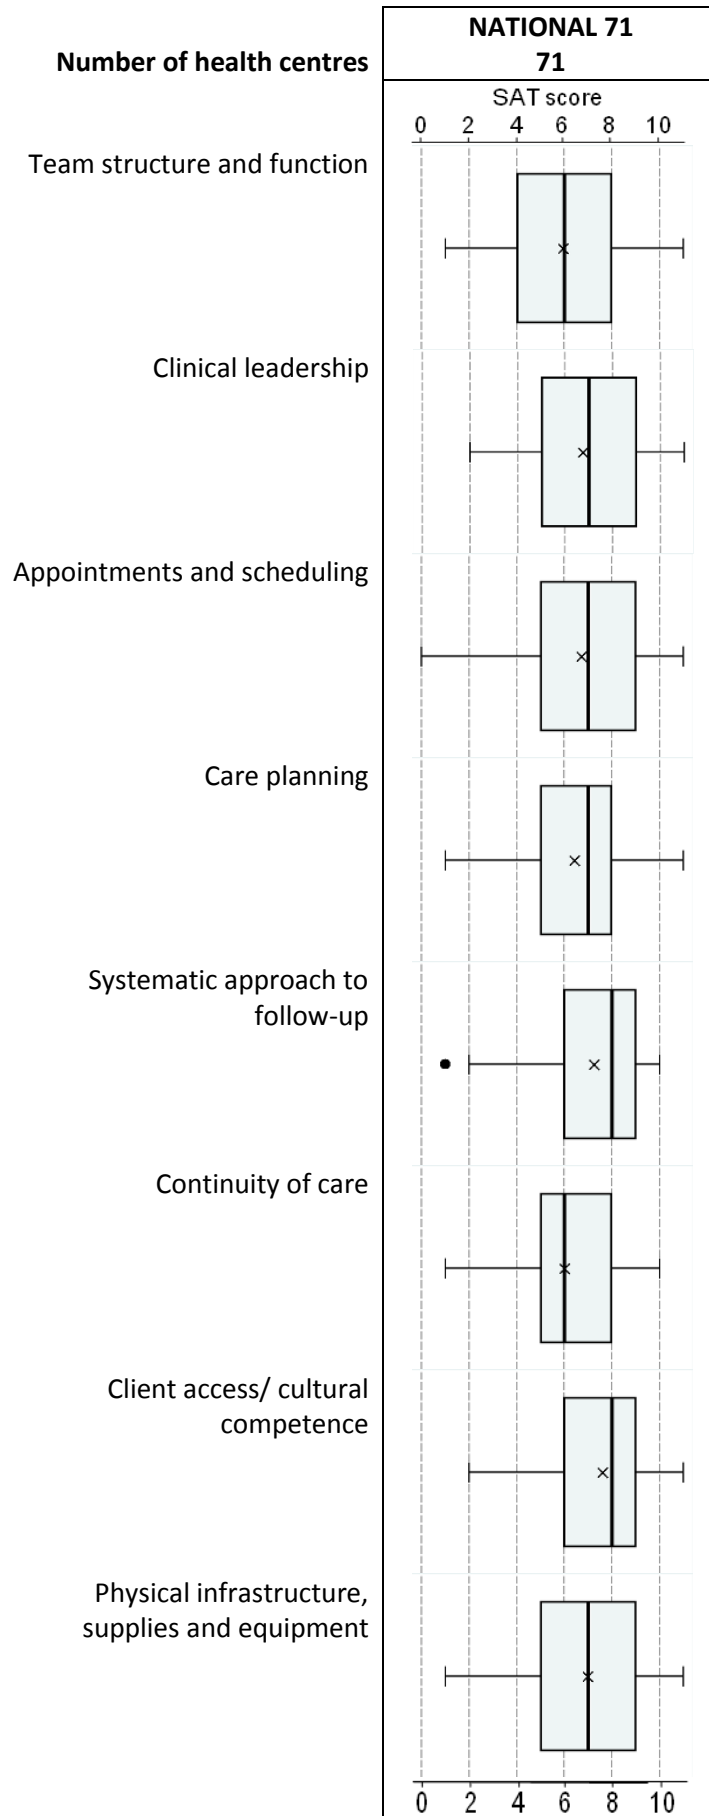 NATIONAL 71
Number of health centres 71
SAT score
0 2 4 6 8 10
Team structure and function
Clinical leadership
Appointments and scheduling
Care planning
Systematic approach to
follow-up
Continuity of care
Client access/ cultural
competence
Physical infrastructure,
supplies and equipment
0 2 4 6 8 10